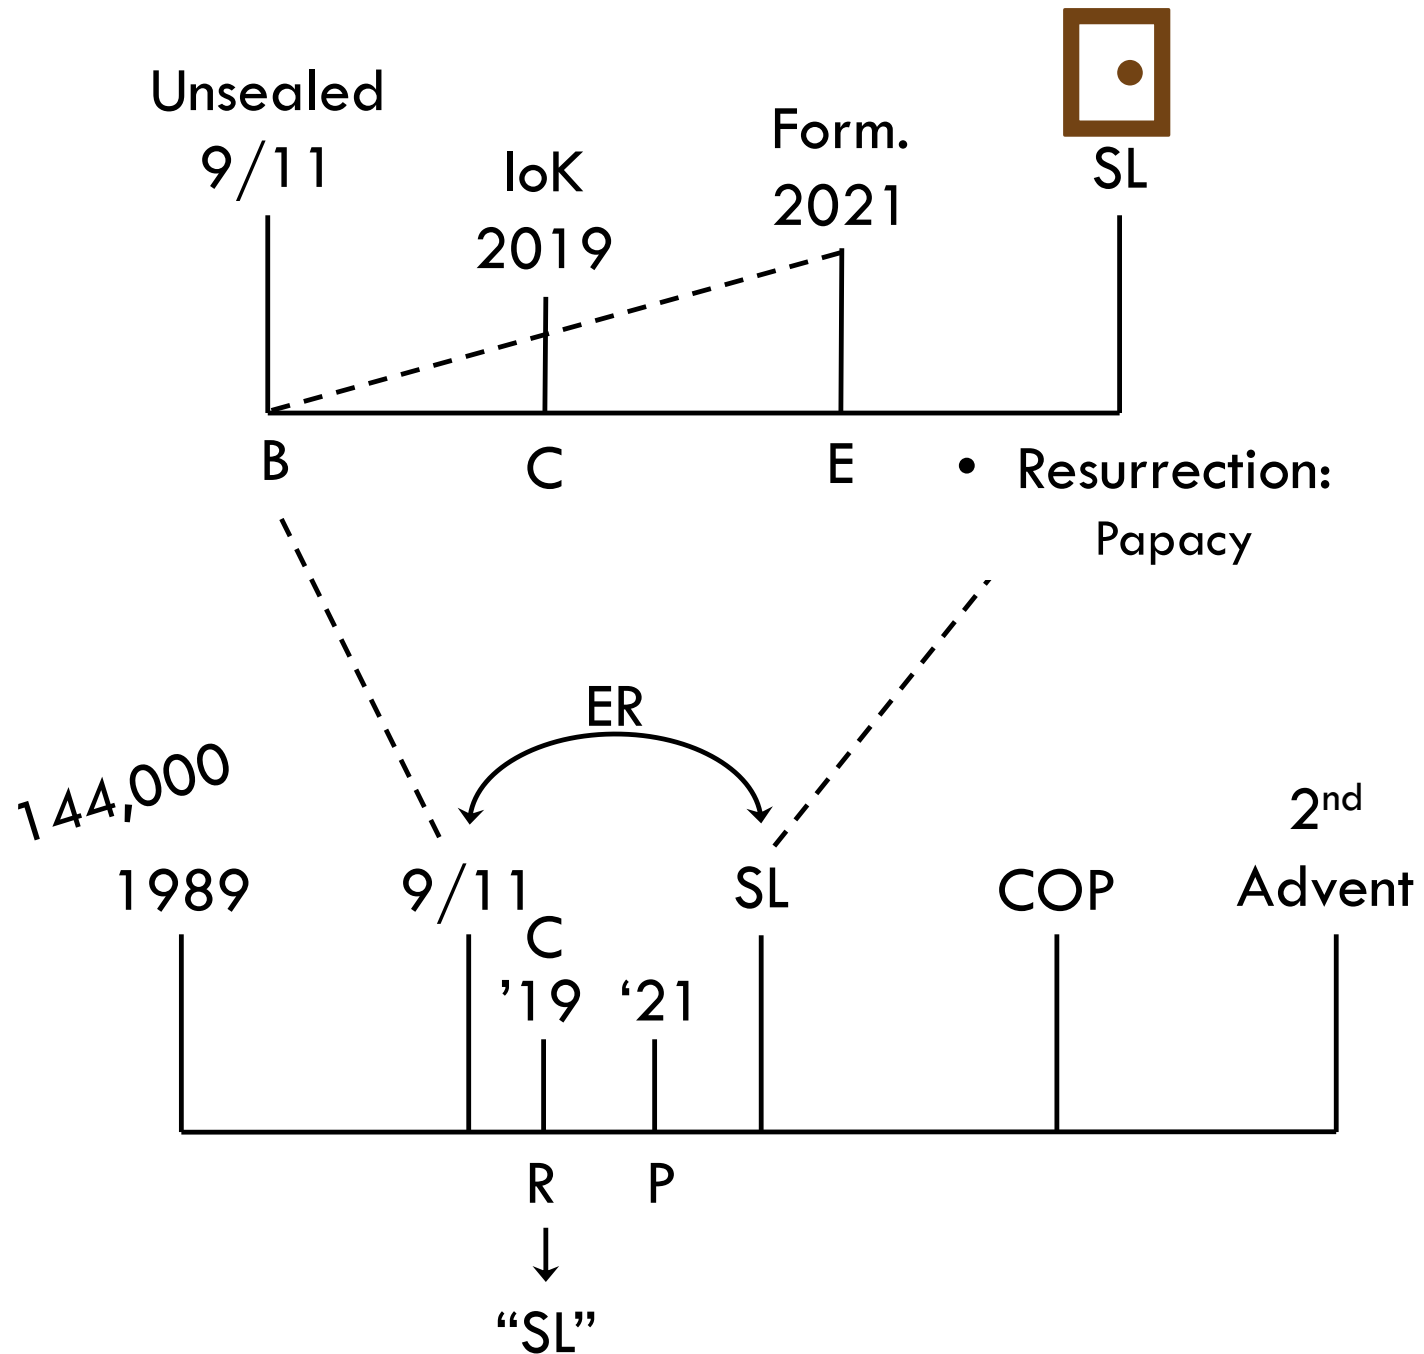 Unsealed
9/11
IoK
2019
Form.
2021
SL
B
C
E
• Resurrection:
Papacy
ER
144,000
1989
9/11
SL
COP
2nd
Advent
C
’19
‘21
R
P
“SL”